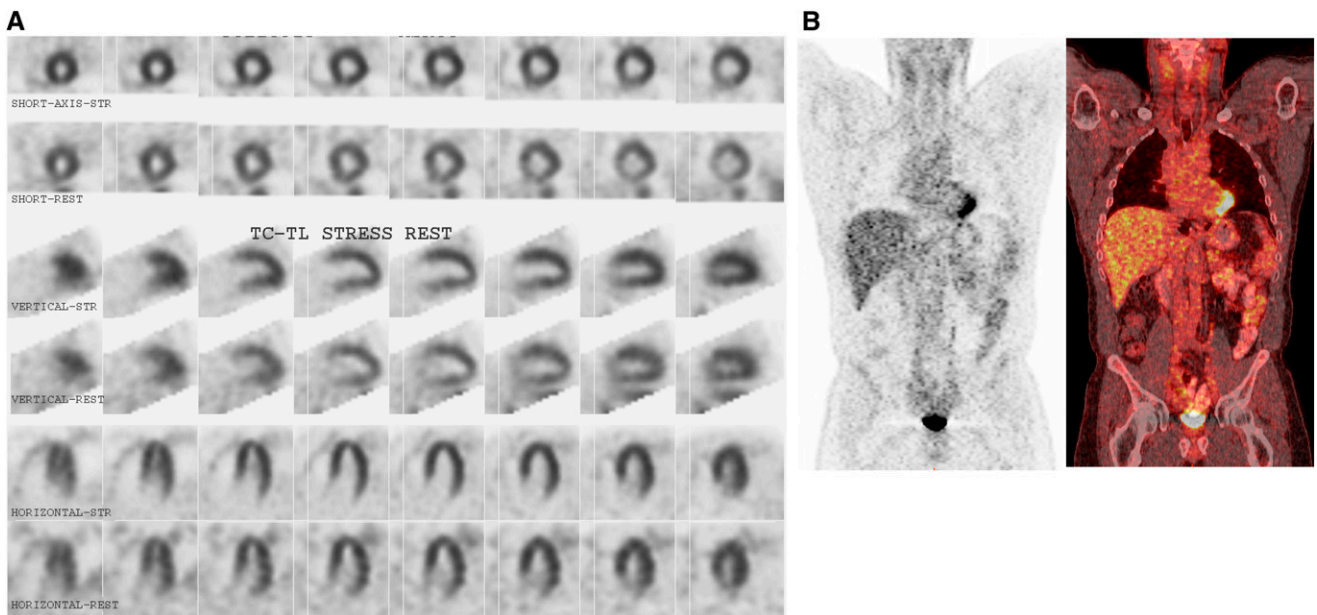 A
B
SHORT-AXIS-STR
SHORT-REST
TC-TL STRESS REST
VERTICAL-STR
VERTICAL-REST
HORIZONTAL-STR
HORIZONTAL-REST